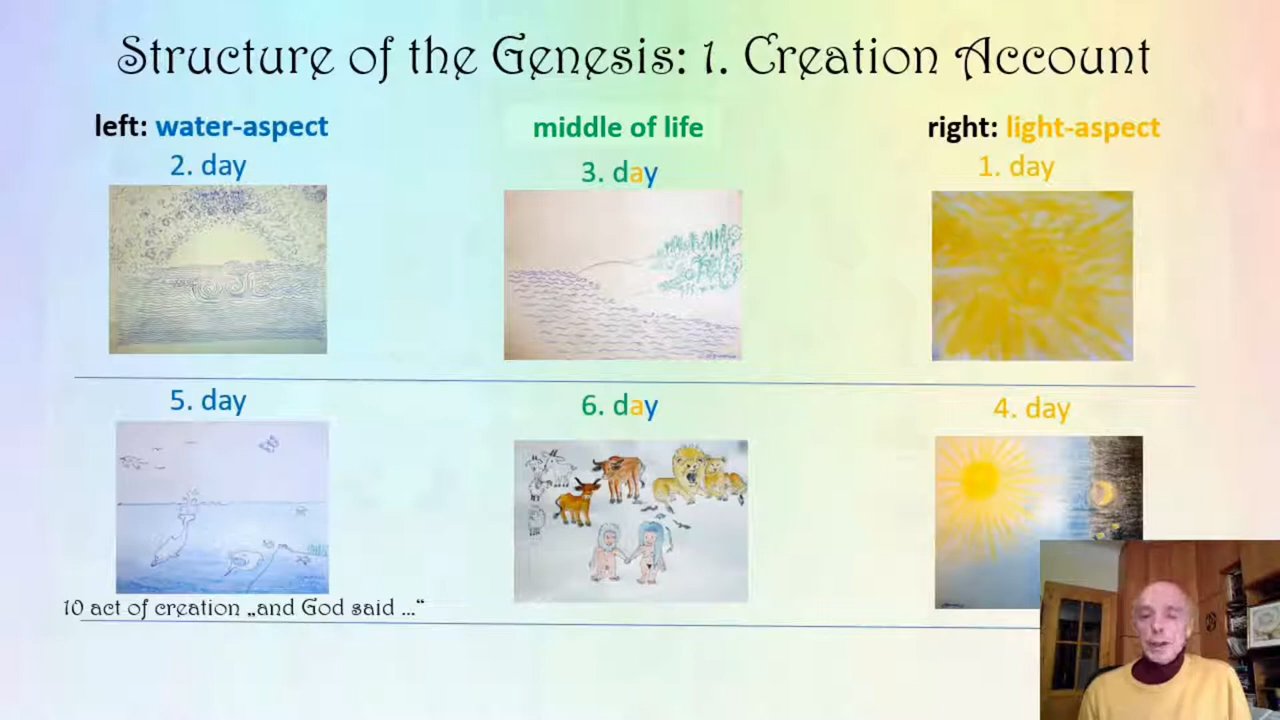 Structure of the Genesis: 1. Creation Account
left: water-aspect
middle of life
right: light-aspect
2. day
3. day
1. day
5. day
6. day
4. day
10 act of creation „and God said ...“